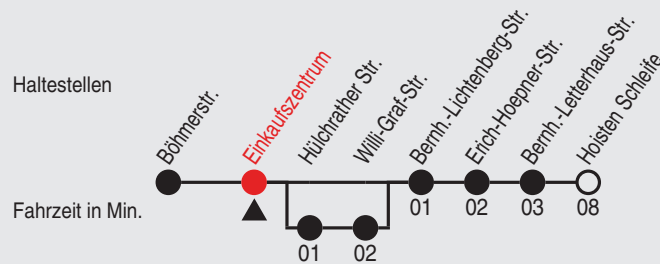 Haltestellen
Böhmerstr.
Einkaufszentrum
Hülchrather Str.
Willi-Graf-Str.
Bernh.-Lichtenberg-Str.
Erich-Hoepner-Str.
Bernh.-Letterhaus-Str.
Hoisten Schleife
Fahrzeit in Min.
01
02
01
02
03
08